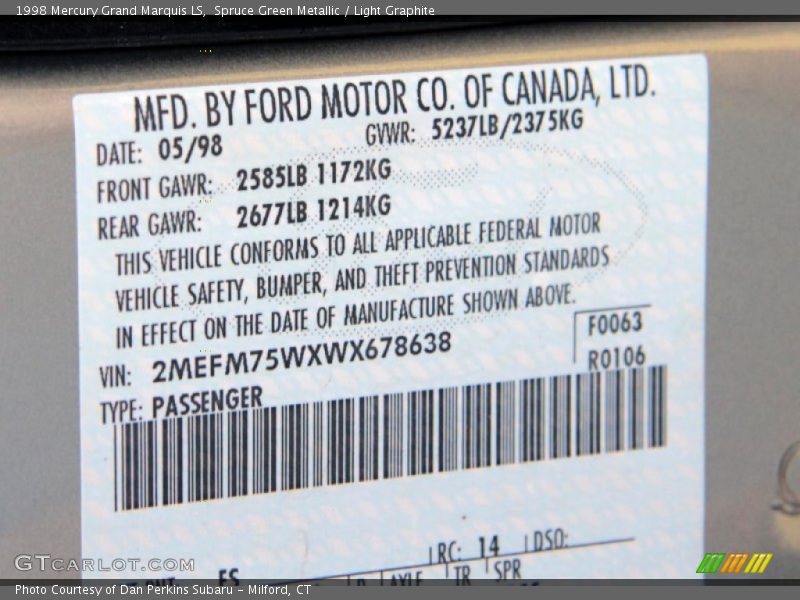 1998 Mercury Grand Marquis LS, Spruce Green Metallic / Light Graphite
MFD. BY FORD MOTOR CO. OF CANADA, LTD.
DATE: 05/98 GVWR: 5237LB/2375KG
FRONT GAWR: 2585LB 1172KG
REAR GAWR: 2677LB 1214KG
THIS VEHICLE CONFORMS TO ALL APPLICABLE FEDERAL MOTOR
VEHICLE SAFETY, BUMPER, AND THEFT PREVENTION STANDARDS
IN EFFECT ON THE DATE OF MANUFACTURE SHOWN ABOVE.
F0063
VIN: 2MEFM75WXWX678638
R0106
TYPE: PASSENGER
RC: 14 DSO:
ES
AXLE TR SPR
GTCARLOT.COM
Photo Courtesy of Dan Perkins Subaru – Milford, CT